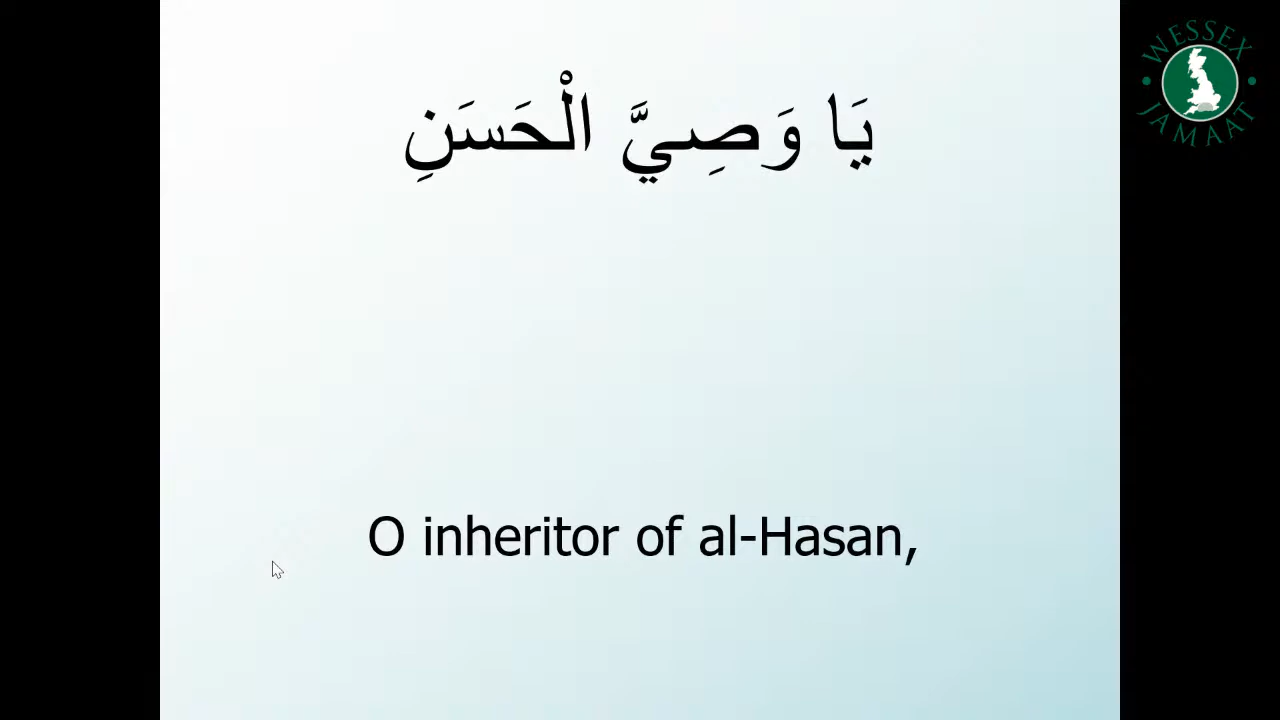 يَا وَصِيَّ الْحَسَنِ
O inheritor of al-Hasan,
WESSEX
JAMAAT